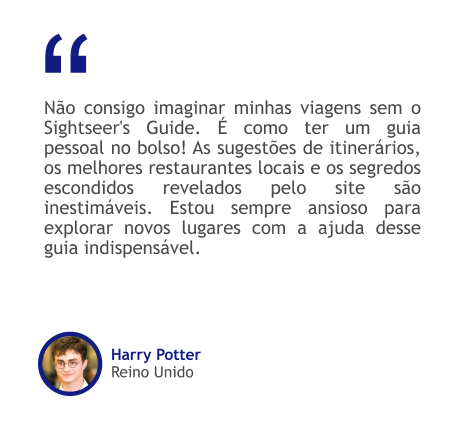 “
Não consigo imaginar minhas viagens sem o
Sightseer's Guide. É como ter um guia
pessoal no bolso! As sugestões de itinerários,
os melhores restaurantes locais e os segredos
escondidos revelados pelo site são
inestimáveis. Estou sempre ansioso para
explorar novos lugares com a ajuda desse
guia indispensável.
Harry Potter
Reino Unido